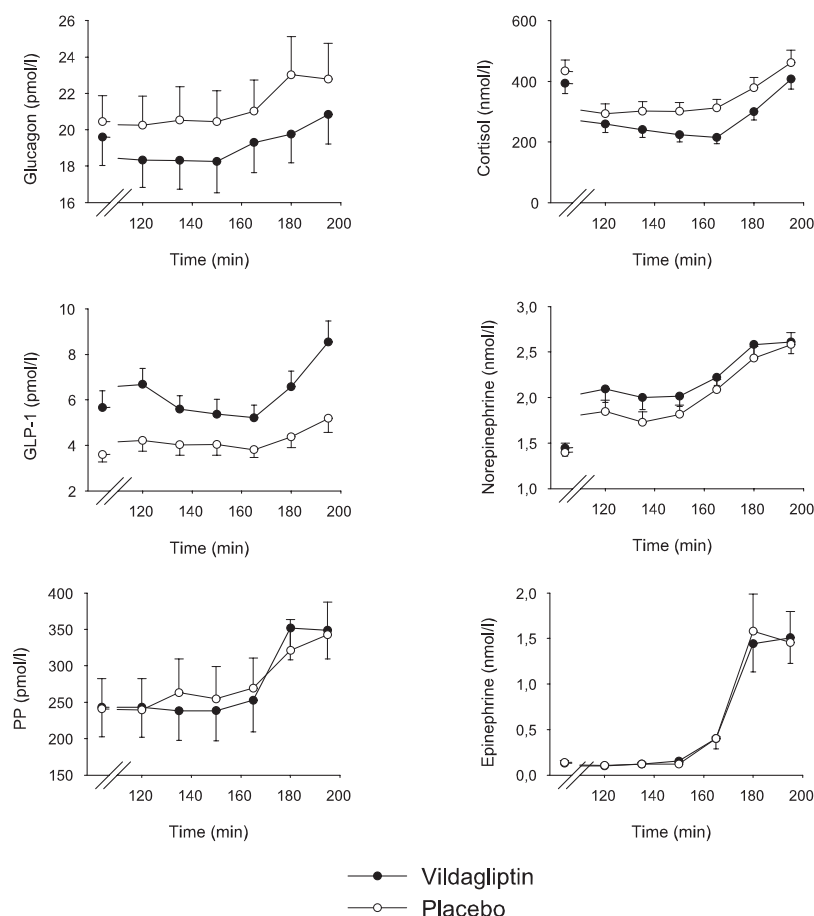 Glucagon (pmol/l)
26
24
22
20
18
16
120 140 160 180 200
Time (min)
Cortisol (nmol/l)
600
400
200
0
120 140 160 180 200
Time (min)
GLP-1 (pmol/l)
10
8
6
4
2
120 140 160 180 200
Time (min)
Norepinephrine (nmol/l)
3,0
2,5
2,0
1,5
1,0
120 140 160 180 200
Time (min)
PP (pmol/l)
400
350
300
250
200
150
120 140 160 180 200
Time (min)
Epinephrine (nmol/l)
2,0
1,5
1,0
0,5
0,0
120 140 160 180 200
Time (min)
Vildagliptin
Placebo